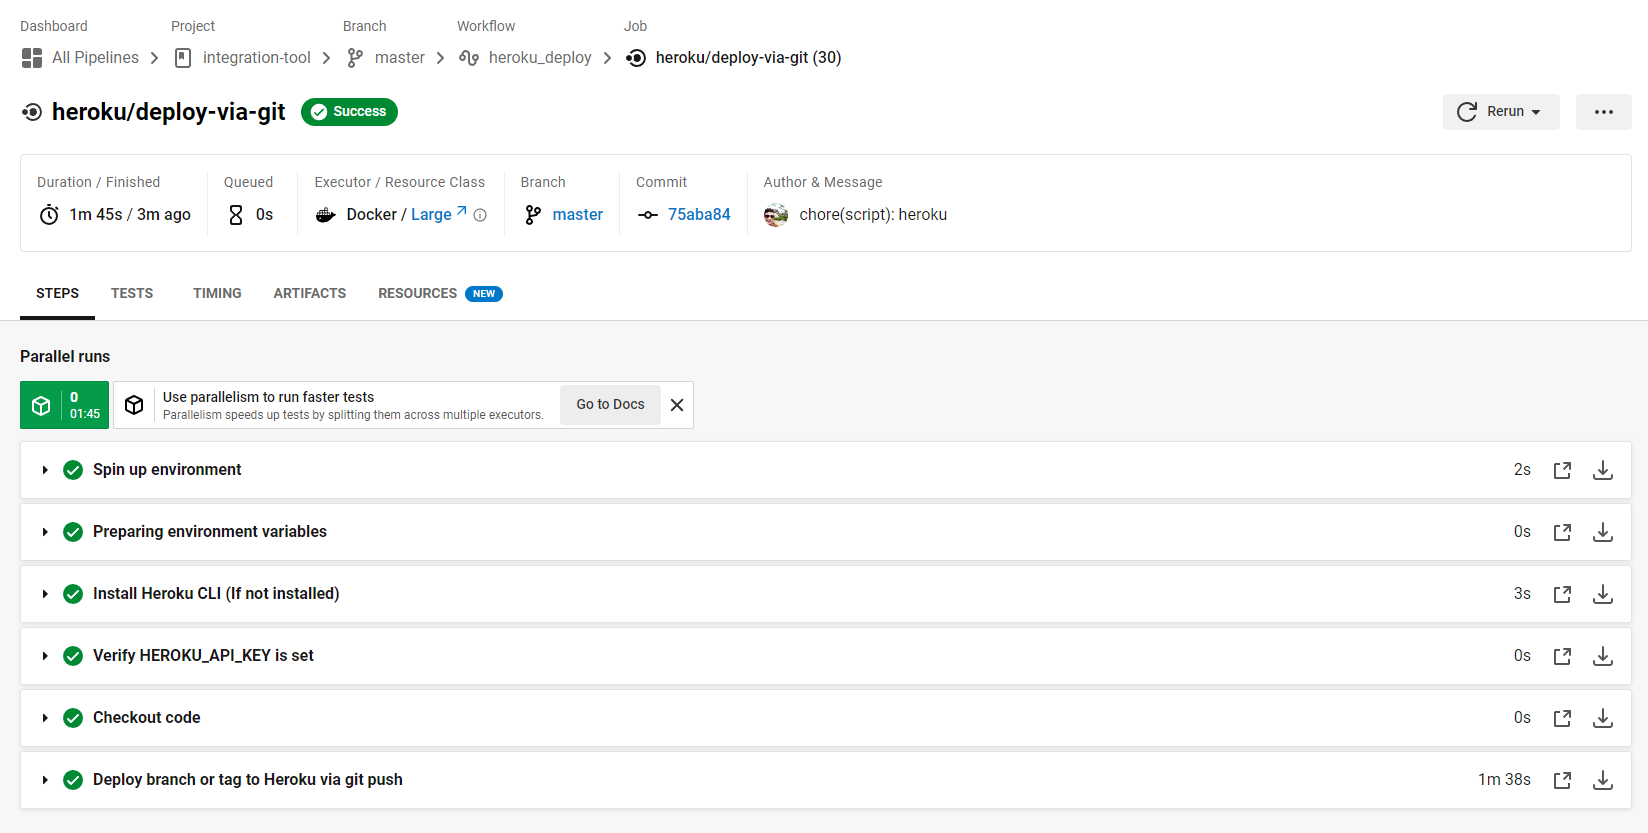 Dashboard Project Branch Workflow Job
All Pipelines integration-tool master heroku_deploy heroku/deploy-via-git (30)
heroku/deploy-via-git Success Rerun
Duration / Finished Queued Executor / Resource Class Branch Commit Author & Message
1m 45s / 3m ago 0s Docker / Large master 75aba84 chore(script): heroku
STEPS TESTS TIMING ARTIFACTS RESOURCES NEW
Parallel runs
0
01:45
Use parallelism to run faster tests
Parallelism speeds up tests by splitting them across multiple executors.
Go to Docs
Spin up environment 2s
Preparing environment variables 0s
Install Heroku CLI (If not installed) 3s
Verify HEROKU_API_KEY is set 0s
Checkout code 0s
Deploy branch or tag to Heroku via git push 1m 38s